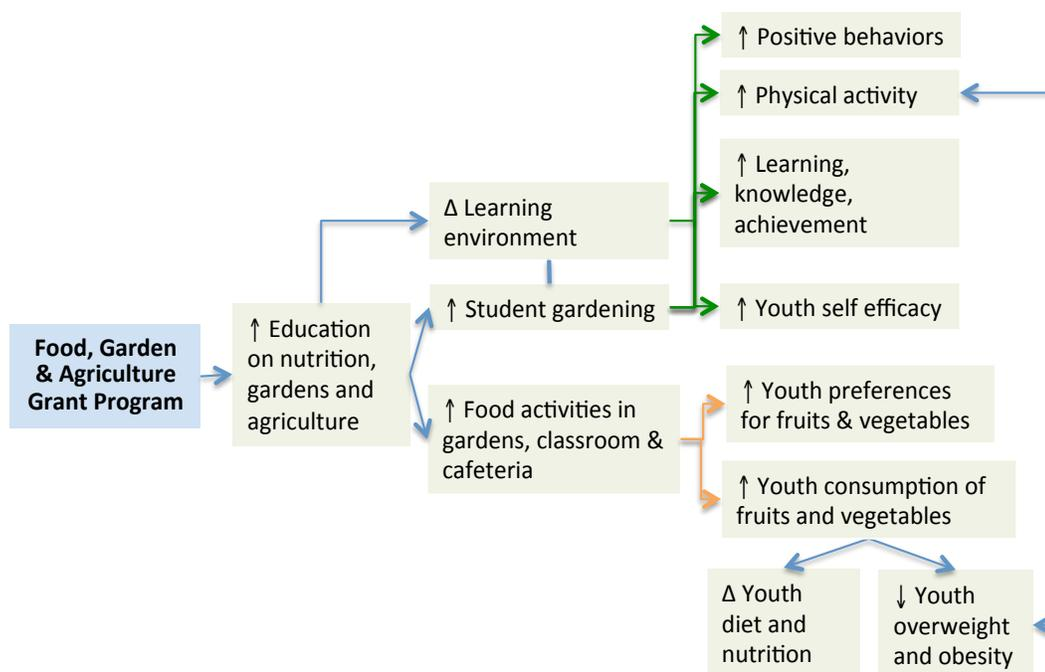 Food, Garden
& Agriculture
Grant Program
↑ Education
on nutrition,
gardens and
agriculture
Δ Learning
environment
↑ Student gardening
↑ Food activities in
gardens, classroom &
cafeteria
↑ Positive behaviors
↑ Physical activity
↑ Learning,
knowledge,
achievement
↑ Youth self efficacy
↑ Youth preferences
for fruits & vegetables
↑ Youth consumption of
fruits and vegetables
Δ Youth
diet and
nutrition
↓ Youth
overweight
and obesity